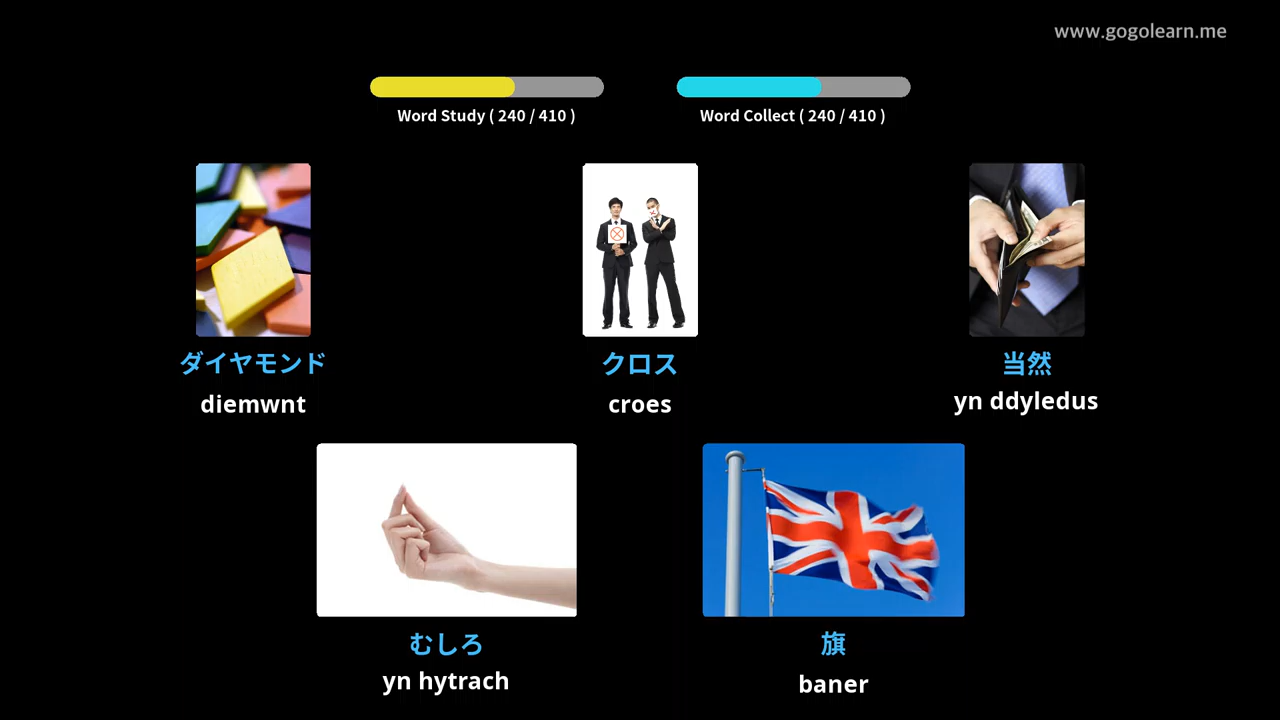 www.gogolearn.me
Word Study ( 240 / 410 )
Word Collect ( 240 / 410 )
ダイヤモンド
diemwnt
クロス
croes
当然
yn ddyledus
むしろ
yn hytrach
旗
baner